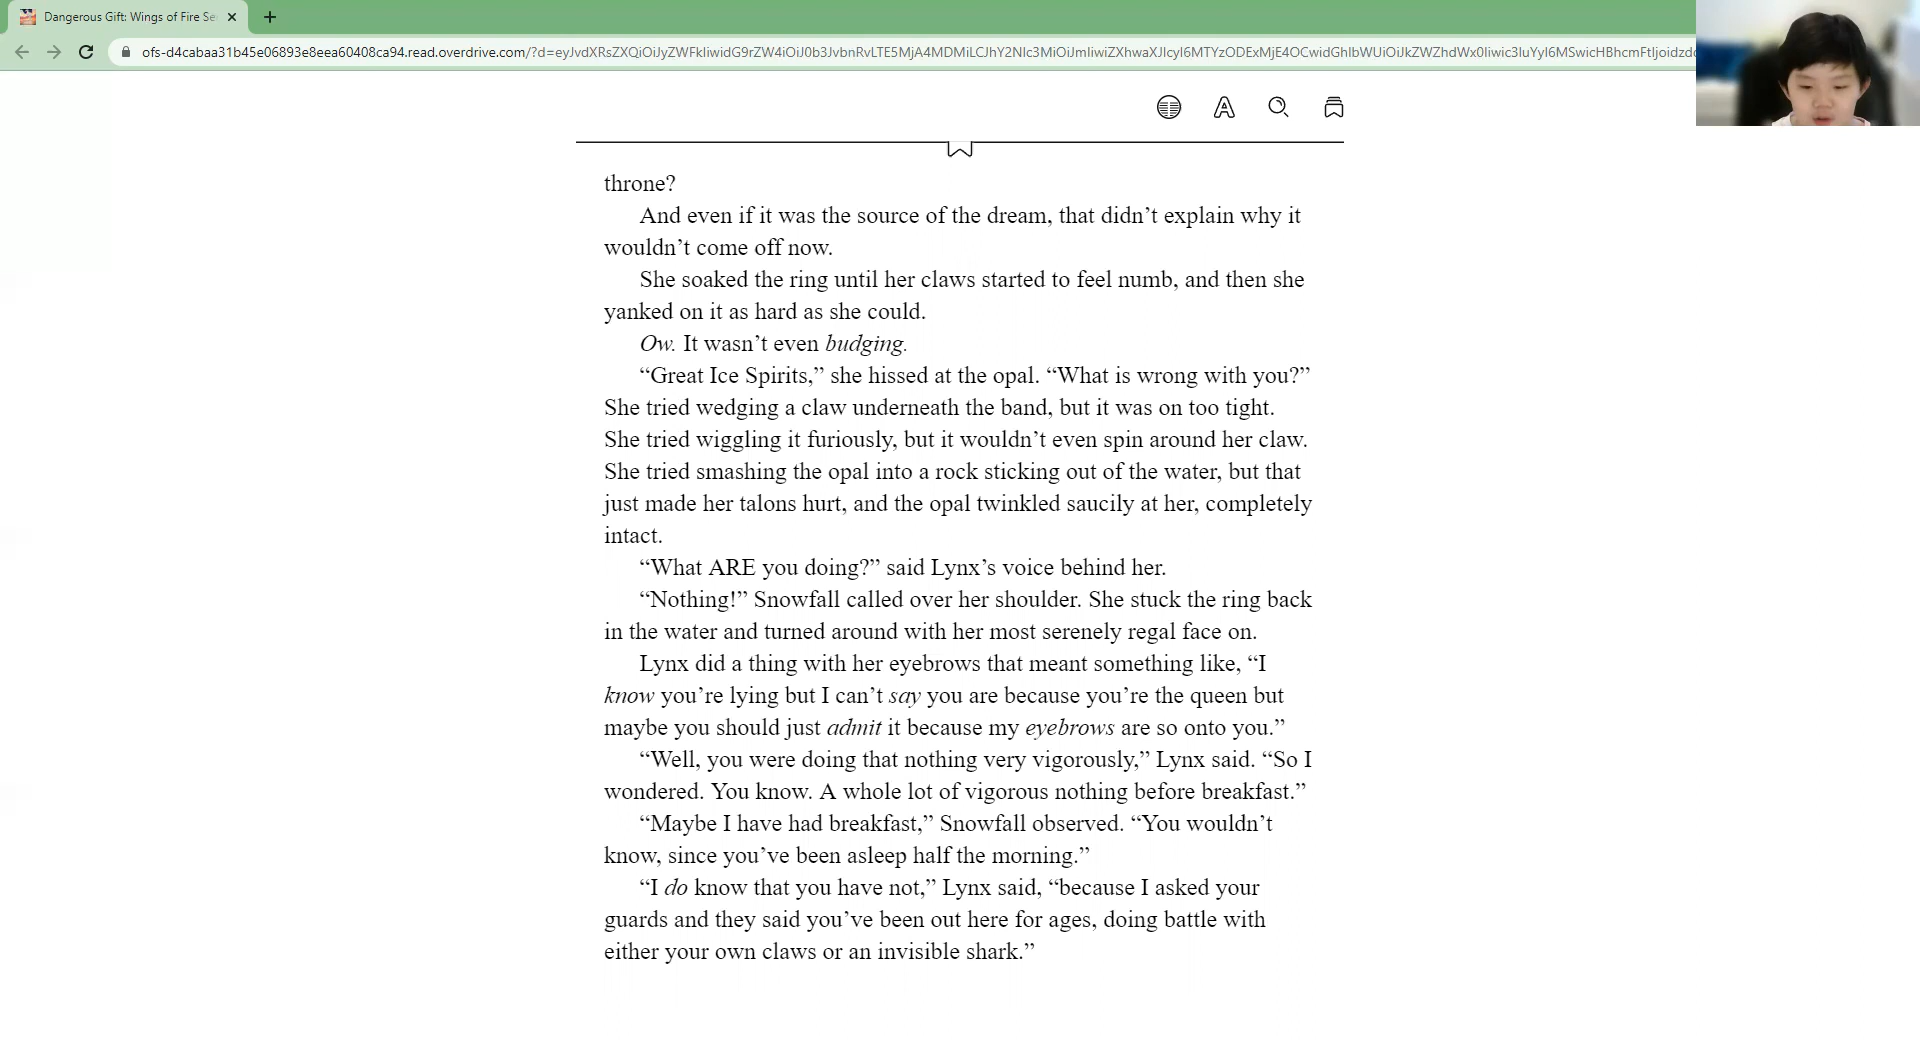 Dangerous Gift: Wings of Fire Se
throne?
And even if it was the source of the dream, that didn’t explain why it
wouldn’t come off now.
She soaked the ring until her claws started to feel numb, and then she
yanked on it as hard as she could.
Ow. It wasn’t even budging.
“Great Ice Spirits,” she hissed at the opal. “What is wrong with you?”
She tried wedging a claw underneath the band, but it was on too tight.
She tried wiggling it furiously, but it wouldn’t even spin around her claw.
She tried smashing the opal into a rock sticking out of the water, but that
just made her talons hurt, and the opal twinkled saucily at her, completely
intact.
“What ARE you doing?” said Lynx’s voice behind her.
“Nothing!” Snowfall called over her shoulder. She stuck the ring back
in the water and turned around with her most serenely regal face on.
Lynx did a thing with her eyebrows that meant something like, “I
know you’re lying but I can’t say you are because you’re the queen but
maybe you should just admit it because my eyebrows are so onto you.”
“Well, you were doing that nothing very vigorously,” Lynx said. “So I
wondered. You know. A whole lot of vigorous nothing before breakfast.”
“Maybe I have had breakfast,” Snowfall observed. “You wouldn’t
know, since you’ve been asleep half the morning.”
“I do know that you have not,” Lynx said, “because I asked your
guards and they said you’ve been out here for ages, doing battle with
either your own claws or an invisible shark.”